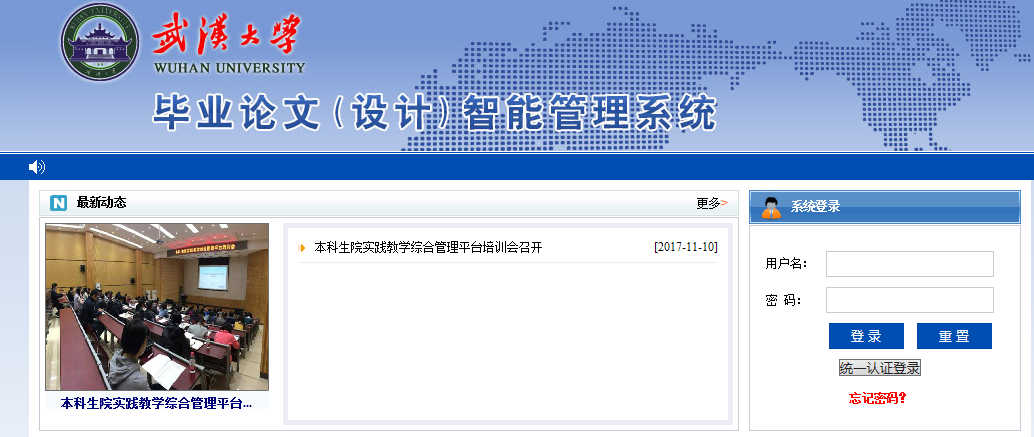 武漢大學
WUHAN UNIVERSITY
毕业论文(设计)智能管理系统
N 最新动态
更多>
系统登录
本科生院实践教学综合管理平台培训会召开 [2017-11-10]
本科生院实践教学综合管理平台...
用户名:
密 码:
登 录 重 置
统一认证登录
忘记密码?